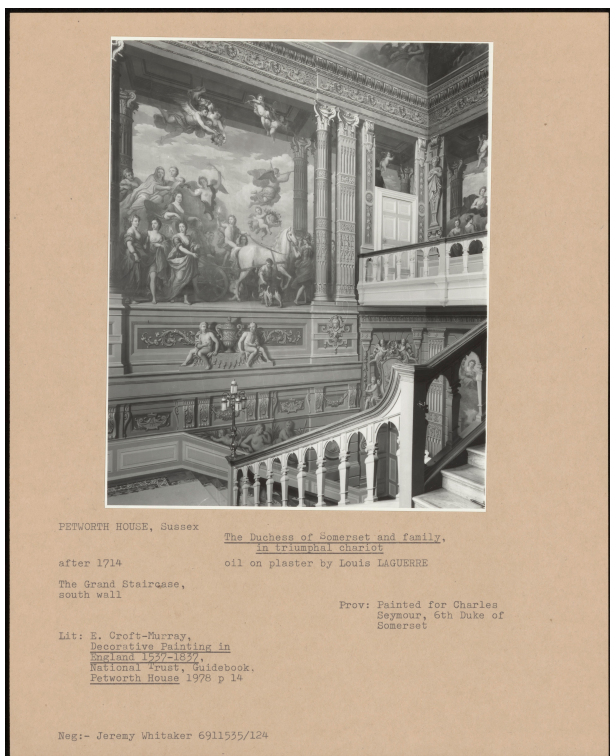 PETWORTH HOUSE, Sussex
The Duchess of Somerset and family,
in triumphal chariot
after 1714
oil on plaster by Louis LAGUERRE
The Grand Staircase,
south wall
Prov: Painted for Charles
Seymour, 6th Duke of
Somerset
Lit: E. Croft-Murray,
Decorative Painting in
England 1537-1837,
National Trust, Guidebook,
Petworth House 1978 p 14
Neg:- Jeremy Whitaker 6911535/124